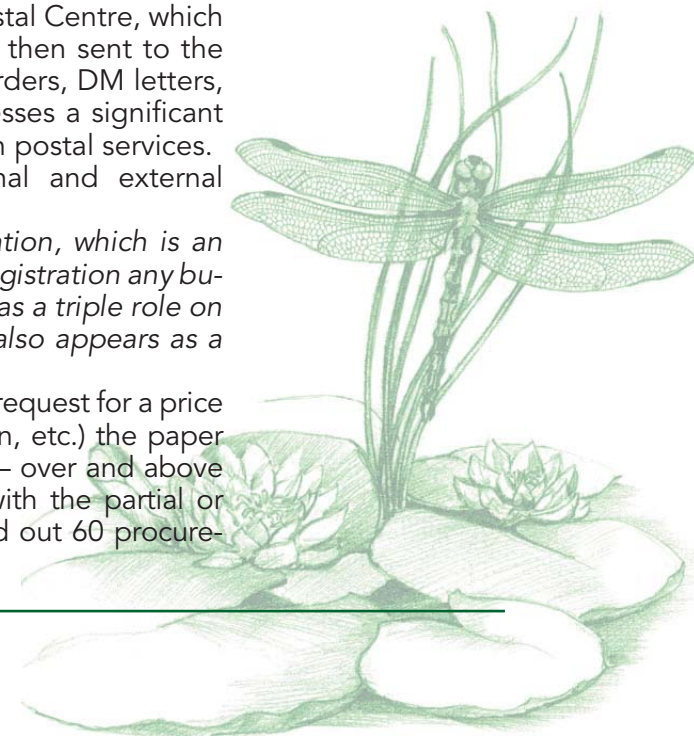 stal Centre, which
then sent to the
rders, DM letters,
esses a significant
n postal services.
nal and external
ation, which is an
gistration any bu-
as a triple role on
also appears as a
request for a price
n, etc.) the paper
– over and above
with the partial or
d out 60 procure-